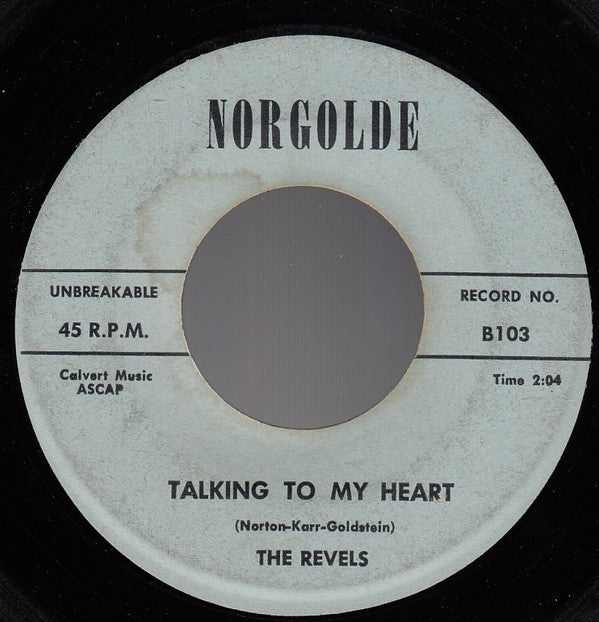 NORGOLDE
UNBREAKABLE
45 R.P.M.
Calvert Music
ASCAP
RECORD NO.
B103
Time 2:04
TALKING TO MY HEART
(Norton-Karr-Goldstein)
THE REVELS